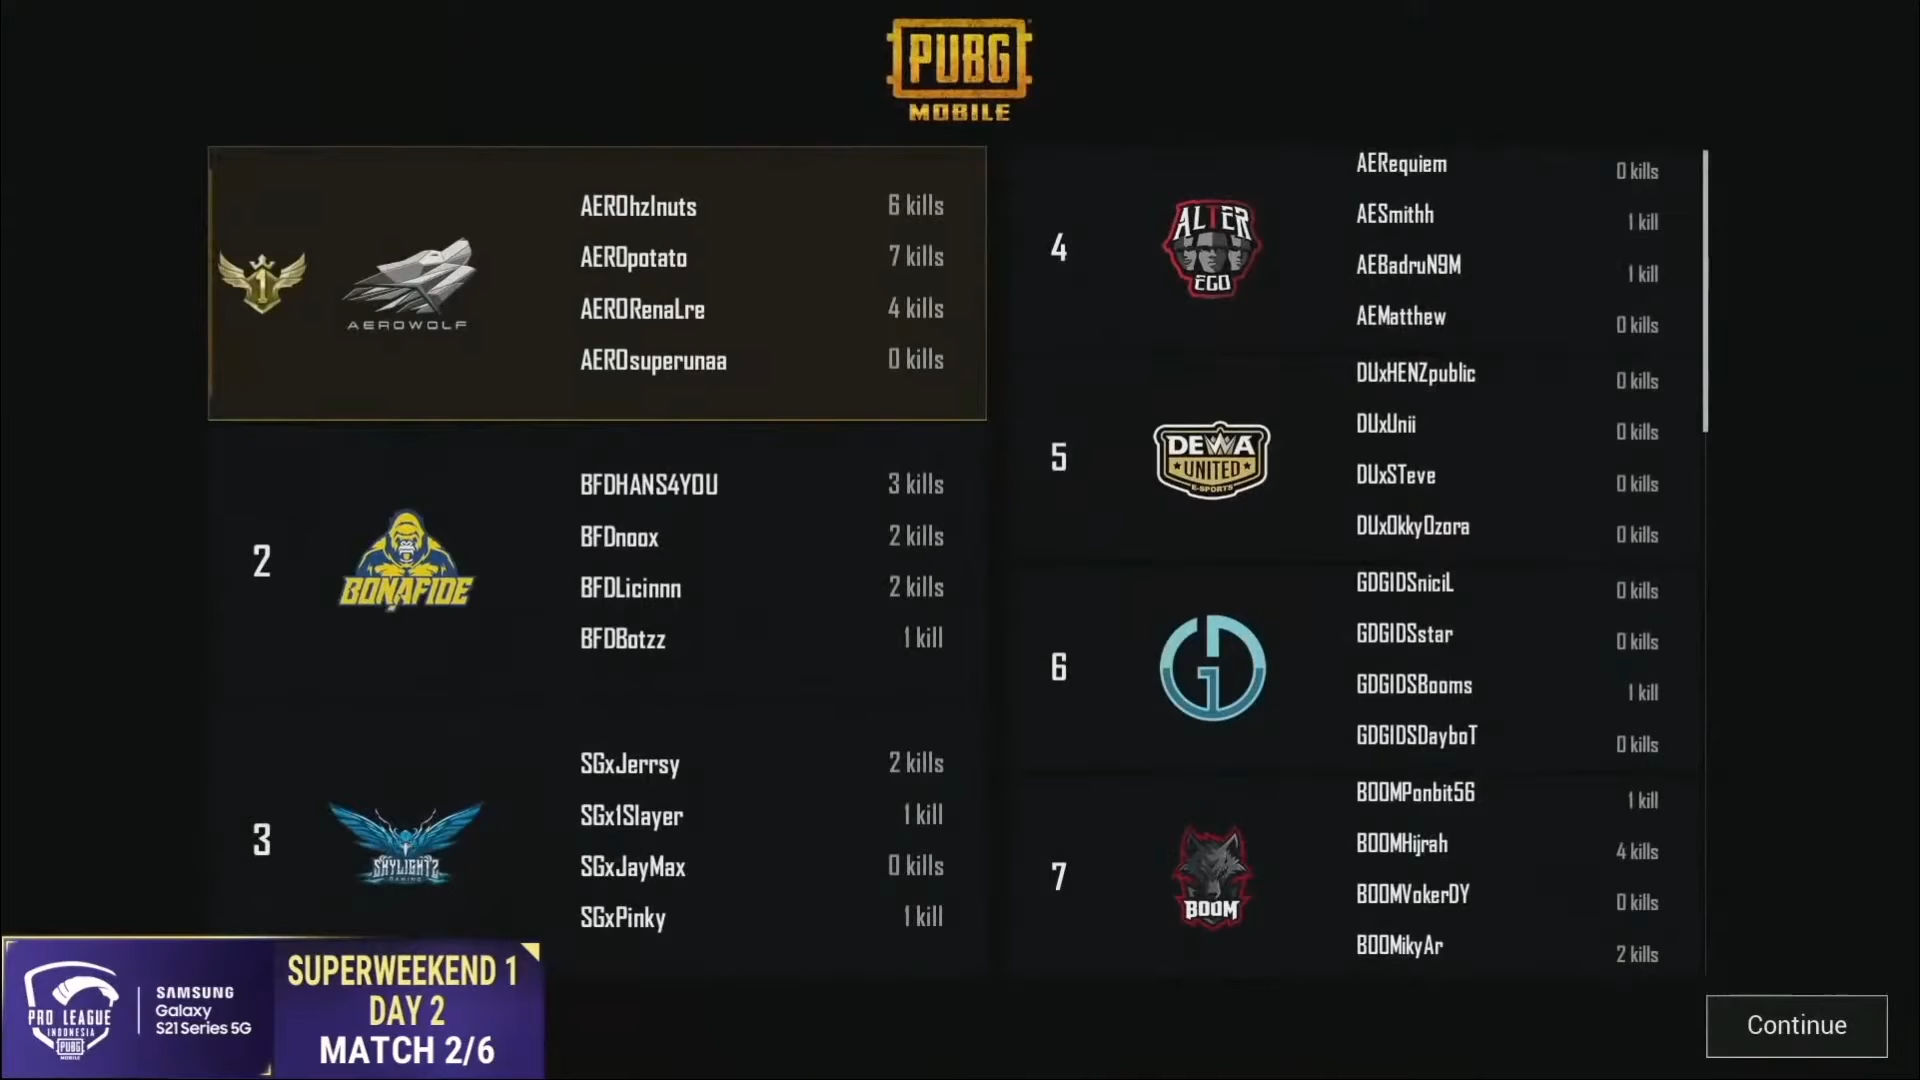 PUBG
MOBILE
AEROWOLF
AEROhzlnuts 6 kills
AEROpotato 7 kills
AERORenaLre 4 kills
AEROsuperunaa 0 kills
1
2
BONAFIDE
BFDHANS4YOU 3 kills
BFDnoox 2 kills
BFDLicinnn 2 kills
BFDBotzz 1 kill
3
SKYLIGHTZ
GAMING
SGxJerrsy 2 kills
SGx1Slayer 1 kill
SGxJayMax 0 kills
SGxPinky 1 kill
4
ALTER
EGO
AERequiem 0 kills
AESmithh 1 kill
AEBadruN9M 1 kill
AEMatthew 0 kills
5
DEWA
UNITED
E-SPORTS
DUxHENZpublic 0 kills
DUxUnii 0 kills
DUxSTeve 0 kills
DUxOkkyOzora 0 kills
6
GDGIDSniciL 0 kills
GDGIDSstar 0 kills
GDGIDSBooms 1 kill
GDGIDSDayboT 0 kills
7
BOOM
BOOMPonbit56 1 kill
BOOMHijrah 4 kills
BOOMVokerDY 0 kills
BOOMikyAr 2 kills
PRO LEAGUE
INDONESIA
PUBG
MOBILE
SAMSUNG
Galaxy
S21 Series 5G
SUPERWEEKEND 1
DAY 2
MATCH 2/6
Continue